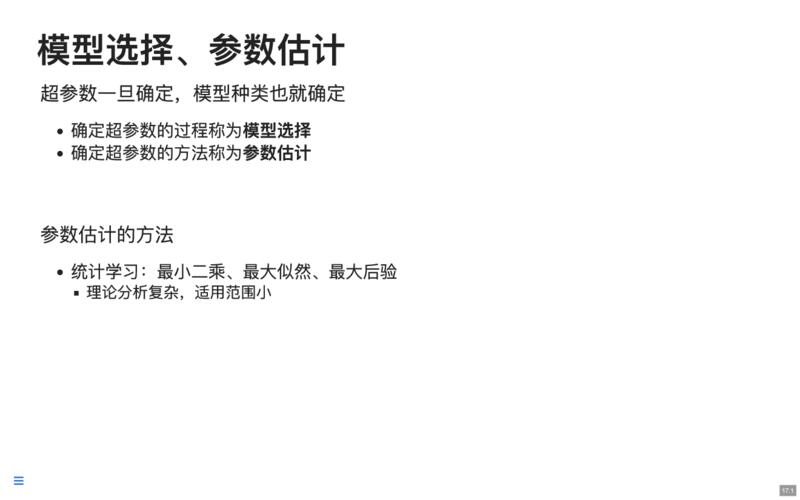 模型选择、参数估计
超参数一旦确定，模型种类也就确定
确定超参数的过程称为模型选择
确定超参数的方法称为参数估计
参数估计的方法
统计学习：最小二乘、最大似然、最大后验
理论分析复杂，适用范围小
17.1